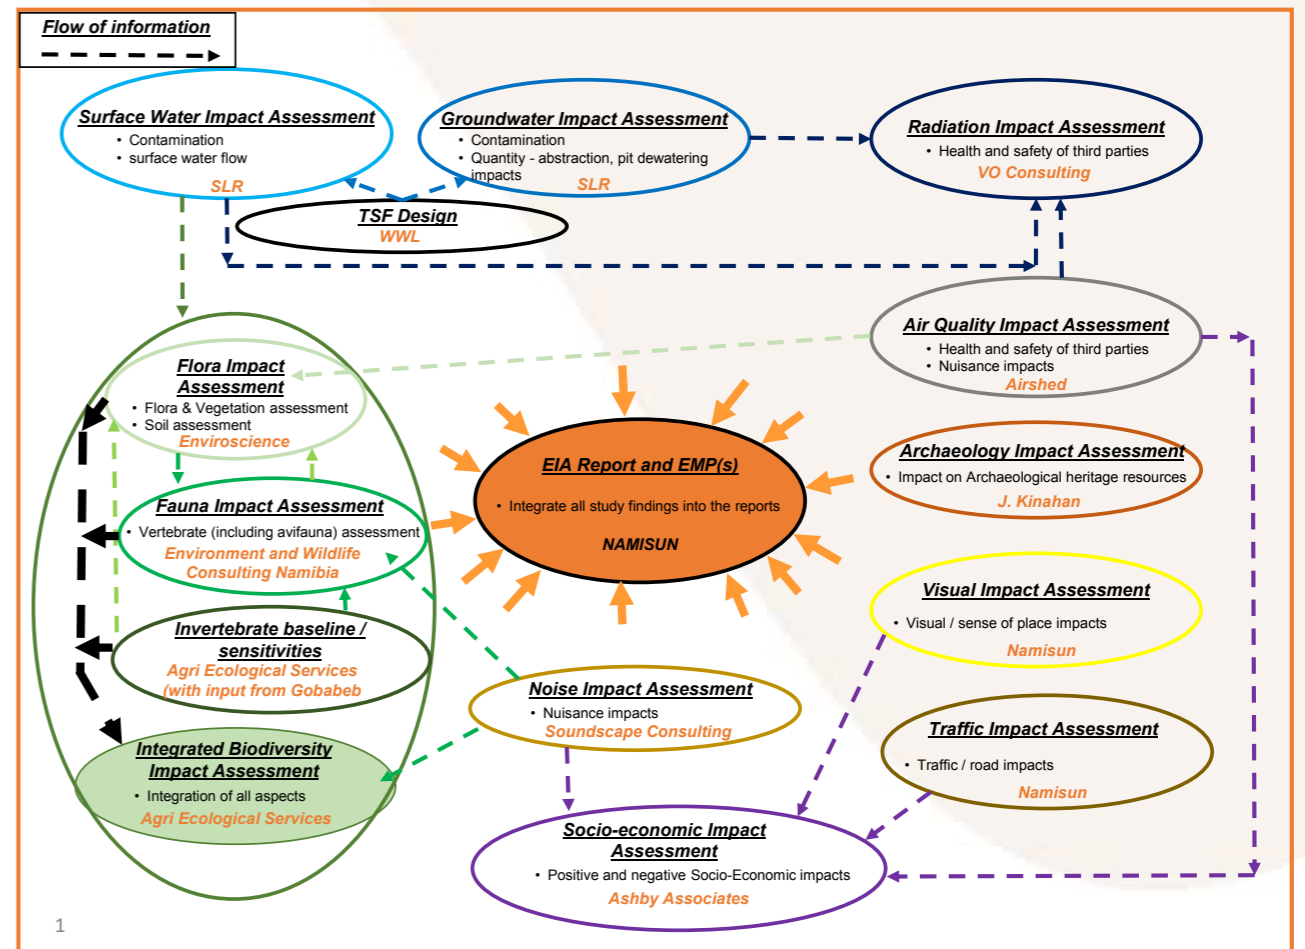 Flow of information
Surface Water Impact Assessment
• Contamination
• surface water flow
SLR
Groundwater Impact Assessment
• Contamination
• Quantity - abstraction, pit dewatering
impacts
SLR
Radiation Impact Assessment
• Health and safety of third parties
VO Consulting
TSF Design
WWL
Air Quality Impact Assessment
• Health and safety of third parties
• Nuisance impacts
Airshed
Flora Impact
Assessment
• Flora & Vegetation assessment
• Soil assessment
Enviroscience
EIA Report and EMP(s)
• Integrate all study findings into the reports
NAMISUN
Archaeology Impact Assessment
• Impact on Archaeological heritage resources
J. Kinahan
Fauna Impact Assessment
• Vertebrate (including avifauna) assessment
Environment and Wildlife
Consulting Namibia
Visual Impact Assessment
• Visual / sense of place impacts
Namisun
Invertebrate baseline /
sensitivities
Agri Ecological Services
(with input from Gobabeb
Noise Impact Assessment
• Nuisance impacts
Soundscape Consulting
Traffic Impact Assessment
• Traffic / road impacts
Namisun
Integrated Biodiversity
Impact Assessment
• Integration of all aspects
Agri Ecological Services
Socio-economic Impact
Assessment
• Positive and negative Socio-Economic impacts
Ashby Associates
1